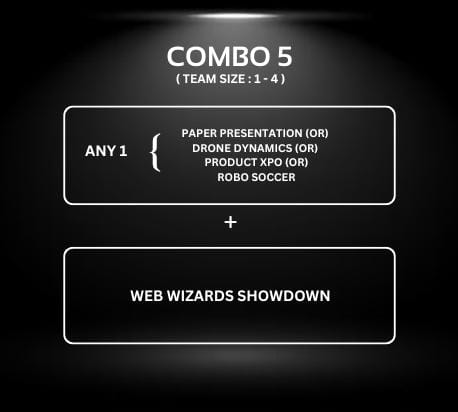 COMBO 5
( TEAM SIZE : 1 - 4 )
ANY 1 {
PAPER PRESENTATION (OR)
DRONE DYNAMICS (OR)
PRODUCT XPO (OR)
ROBO SOCCER
+
WEB WIZARDS SHOWDOWN